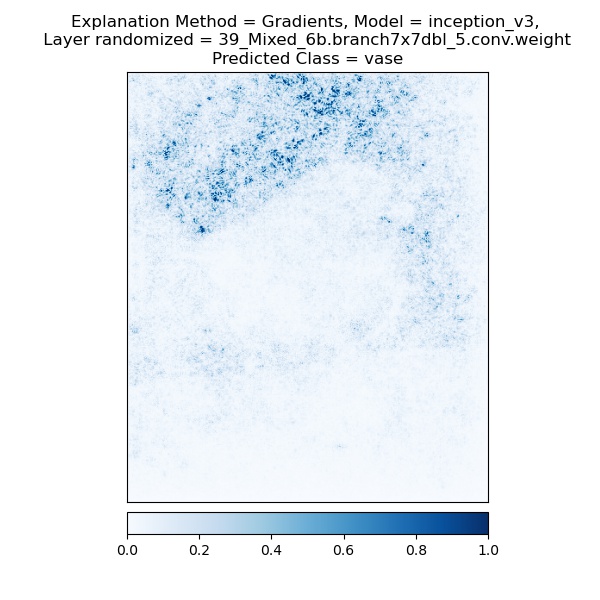 Explanation Method = Gradients, Model = inception_v3,
Layer randomized = 39_Mixed_6b.branch7x7dbl_5.conv.weight
Predicted Class = vase
0.0 0.2 0.4 0.6 0.8 1.0